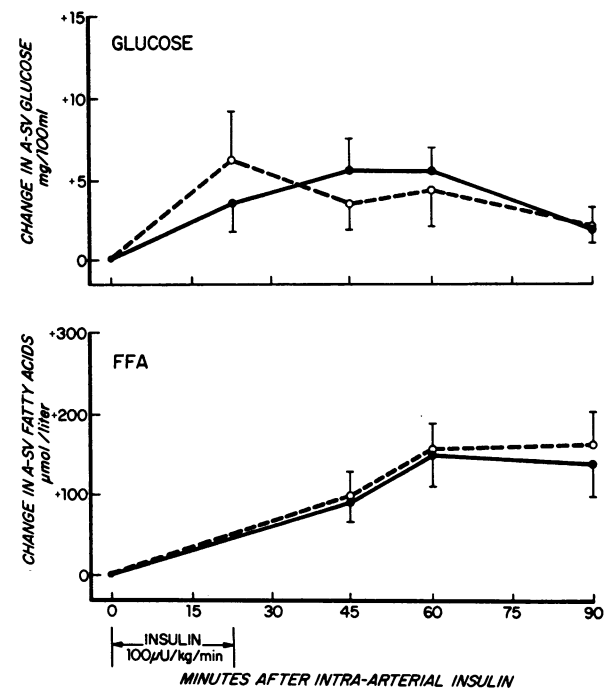 +15
GLUCOSE
+10
+5
0
CHANGE IN A-SV GLUCOSE
mg/100ml
+300
FFA
+200
+100
0
CHANGE IN A-SV FATTY ACIDS
μmol/liter
0 15 30 45 60 75 90
INSULIN
100μU/kg/min
MINUTES AFTER INTRA-ARTERIAL INSULIN